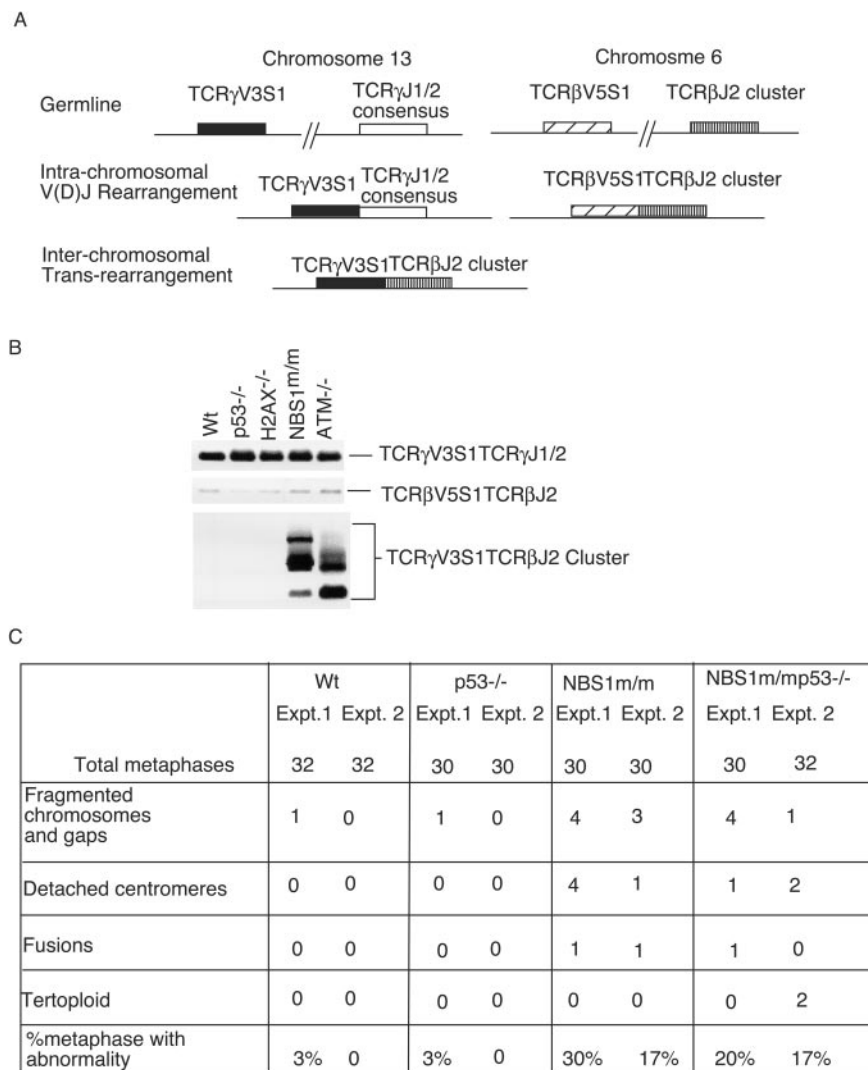 A
Chromosome 13
Chromosme 6
Germline
TCRγV3S1
TCRγJ1/2
consensus
TCRβV5S1
TCRβJ2 cluster
Intra-chromosomal
V(D)J Rearrangement
TCRγV3S1
TCRγJ1/2
consensus
TCRβV5S1TCRβJ2 cluster
Inter-chromosomal
Trans-rearrangement
TCRγV3S1TCRβJ2 cluster
B
Wt
p53-/-
H2AX-/-
NBS1m/m
ATM-/-
TCRγV3S1TCRγJ1/2
TCRβV5S1TCRβJ2
TCRγV3S1TCRβJ2 Cluster
C
Wt p53-/- NBS1m/m NBS1m/mp53-/-
Expt.1 Expt. 2 Expt.1 Expt. 2 Expt.1 Expt. 2 Expt.1 Expt. 2
Total metaphases 32 32 30 30 30 30 30 32
Fragmented
chromosomes
and gaps
1 0 1 0 4 3 4 1
Detached centromeres 0 0 0 0 4 1 1 2
Fusions 0 0 0 0 1 1 1 0
Tertoploid 0 0 0 0 0 0 0 2
%metaphase with
abnormality
3% 0 3% 0 30% 17% 20% 17%